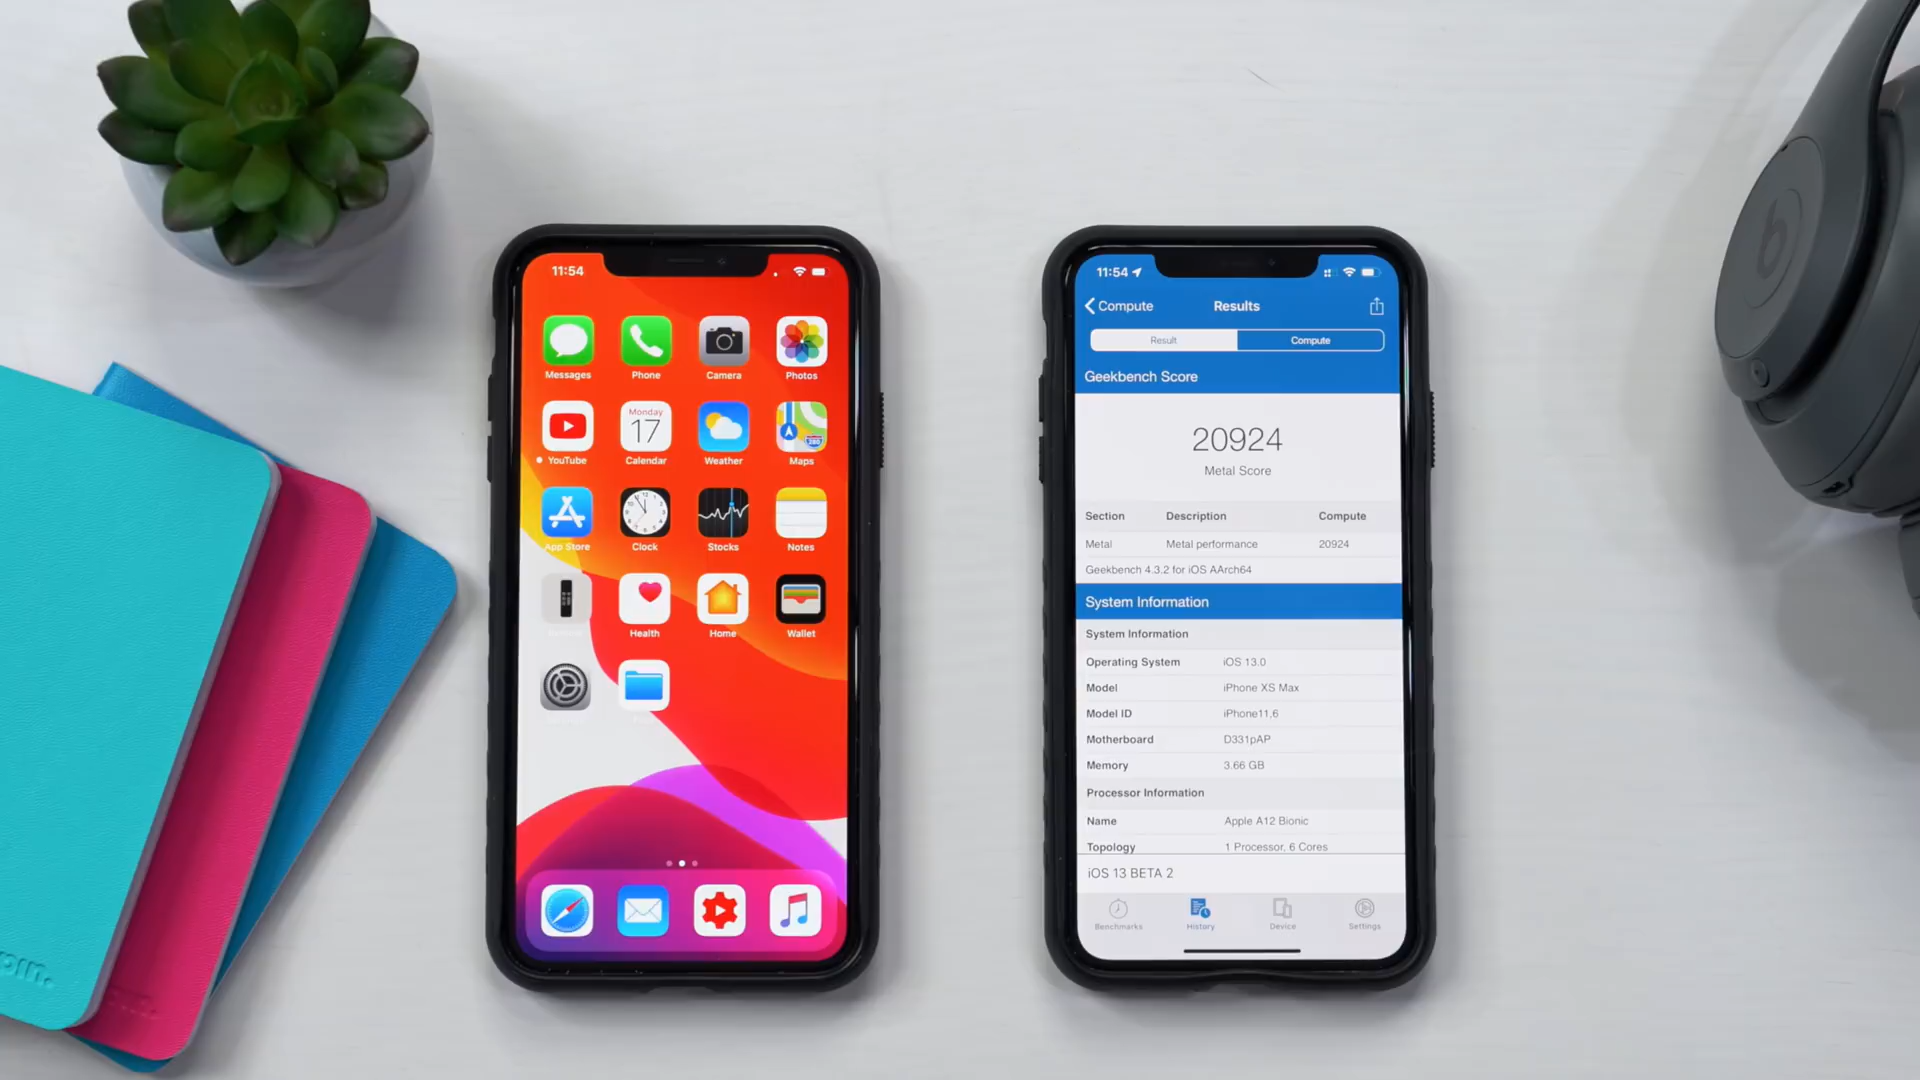 11:54
Messages Phone Camera Photos
Monday
17
YouTube Calendar Weather Maps
280
App Store Clock Stocks Notes
Health Home Wallet
11:54
Compute Results
Result Compute
Geekbench Score
20924
Metal Score
Section Description Compute
Metal Metal performance 20924
Geekbench 4.3.2 for iOS AArch64
System Information
System Information
Operating System iOS 13.0
Model iPhone XS Max
Model ID iPhone11,6
Motherboard D331pAP
Memory 3.66 GB
Processor Information
Name Apple A12 Bionic
Topology 1 Processor, 6 Cores
iOS 13 BETA 2
Benchmarks History Device Settings
b